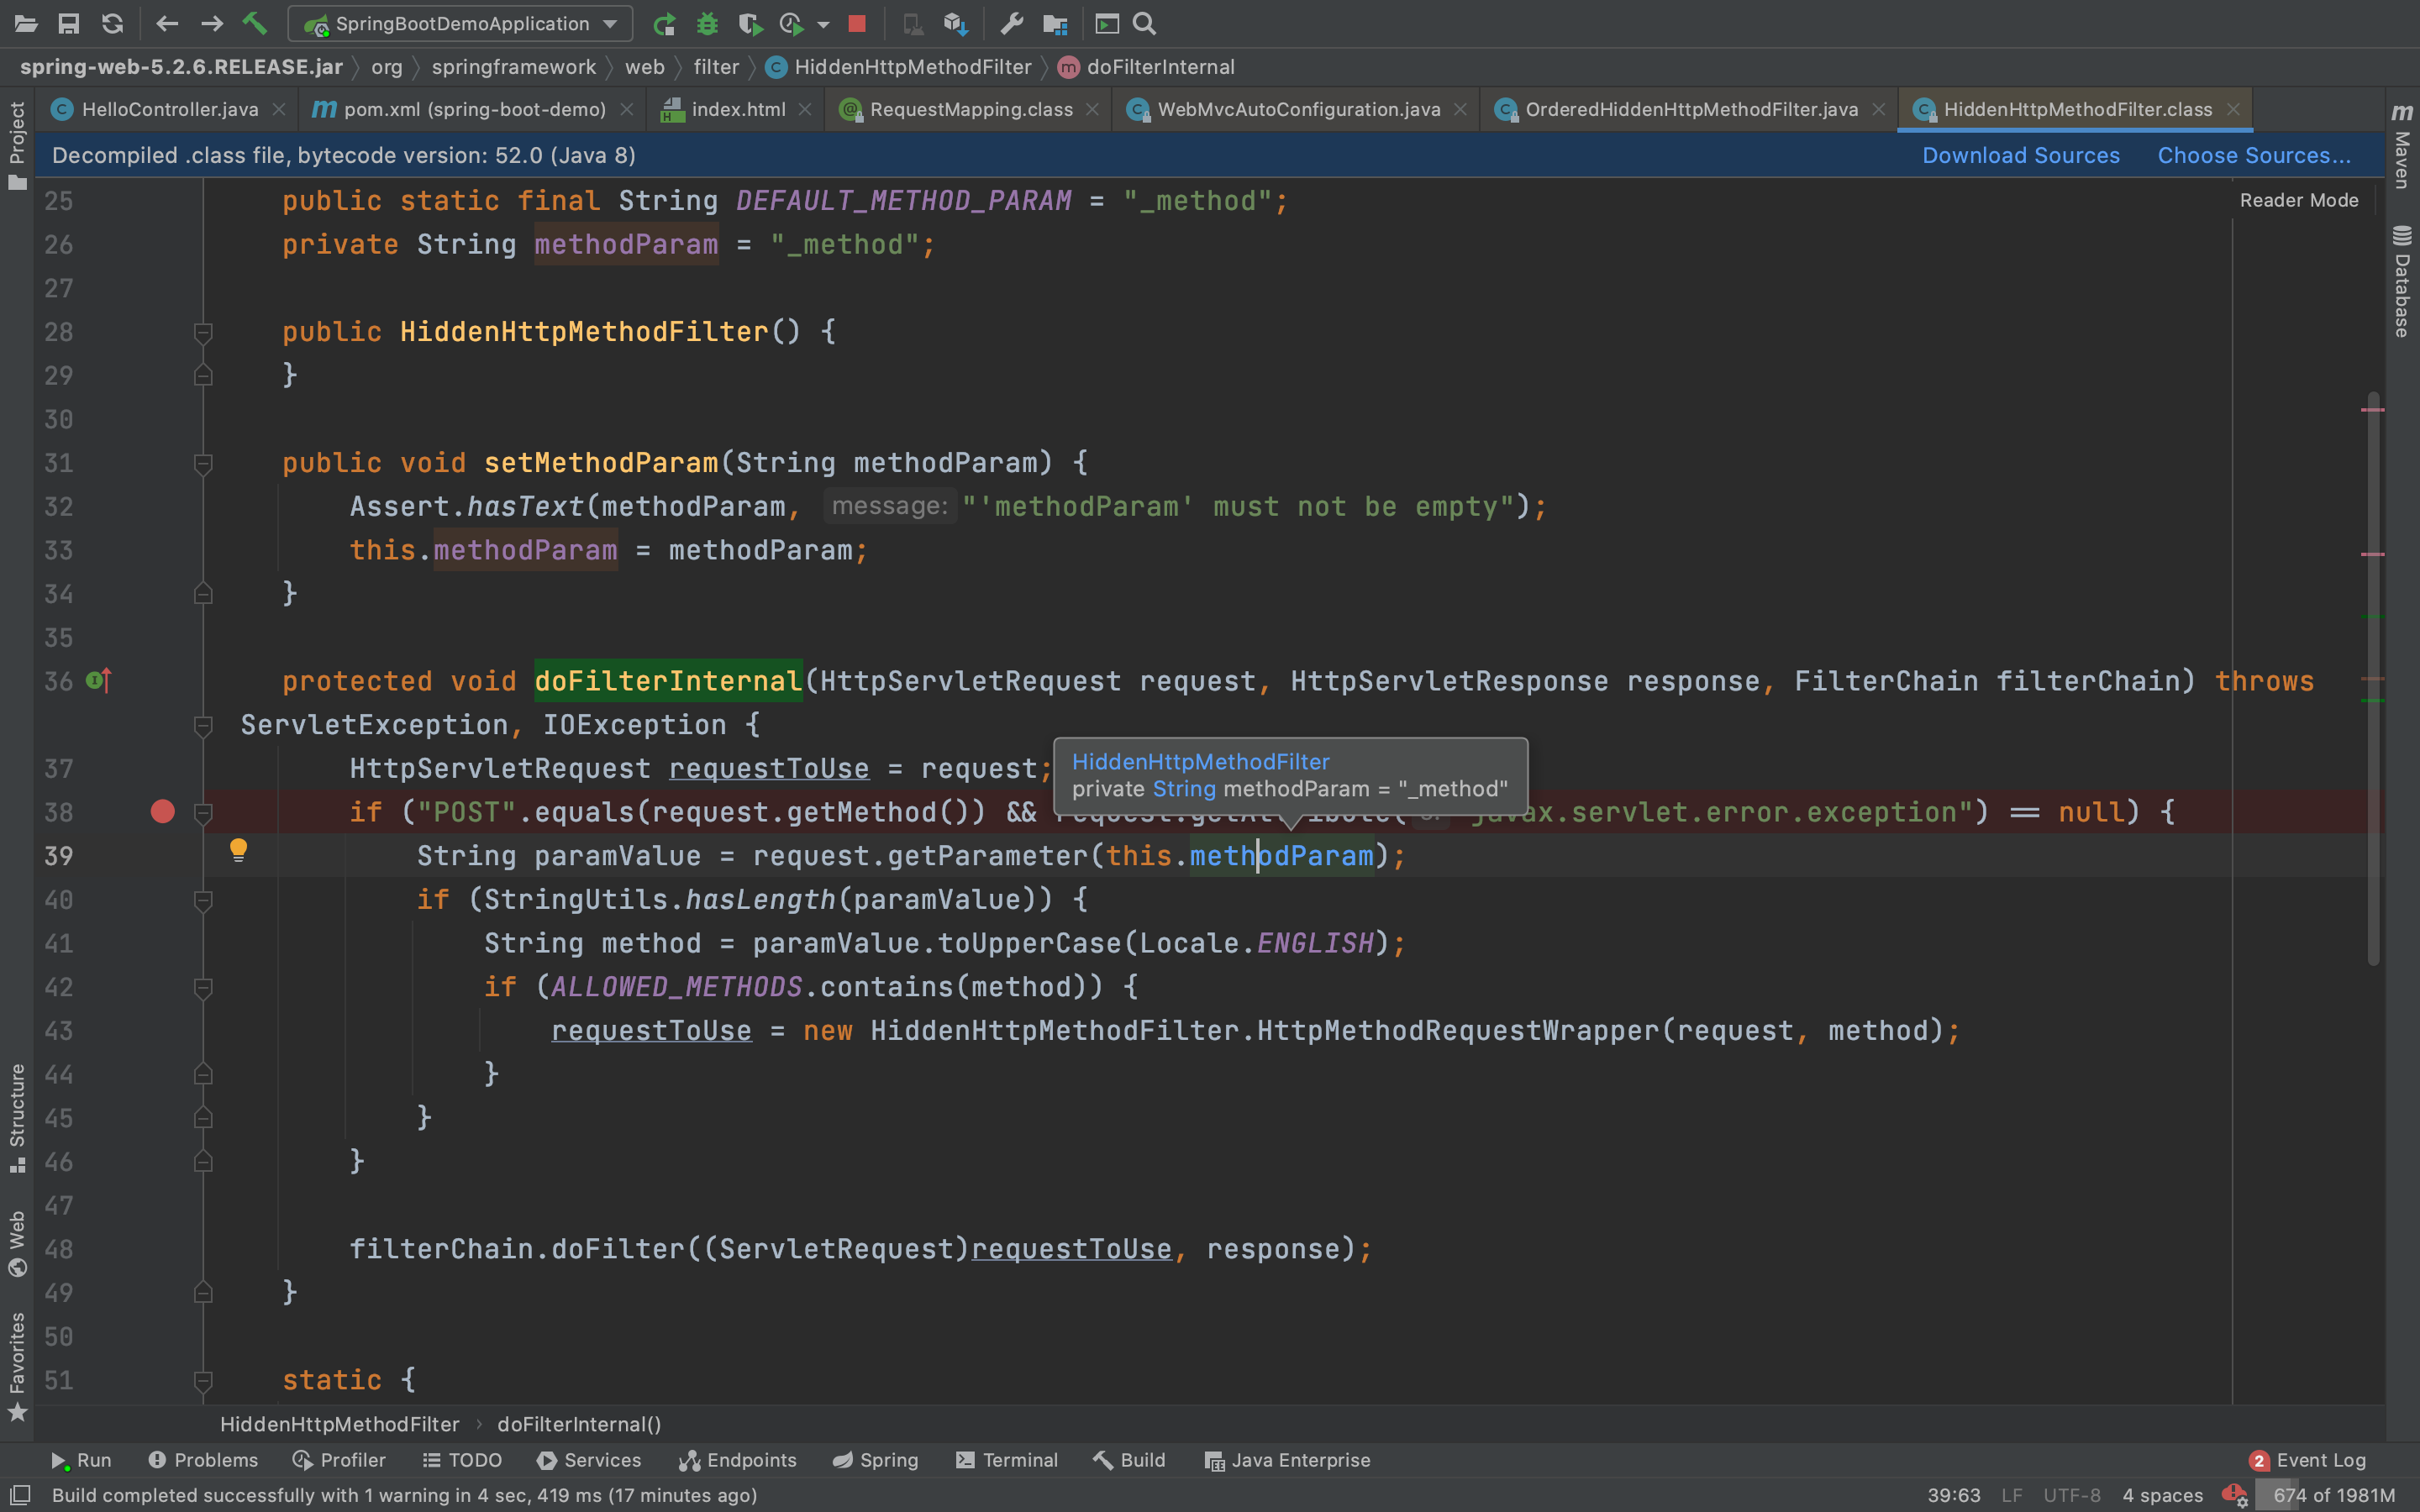 SpringBootDemoApplication
spring-web-5.2.6.RELEASE.jar org springframework web filter HiddenHttpMethodFilter doFilterInternal
HelloController.java pom.xml (spring-boot-demo) index.html RequestMapping.class WebMvcAutoConfiguration.java OrderedHiddenHttpMethodFilter.java HiddenHttpMethodFilter.class
Decompiled .class file, bytecode version: 52.0 (Java 8) Download Sources Choose Sources...
Reader Mode
25 public static final String DEFAULT_METHOD_PARAM = "_method";
26 private String methodParam = "_method";
27
28 public HiddenHttpMethodFilter() {
29 }
30
31 public void setMethodParam(String methodParam) {
32 Assert.hasText(methodParam, message: "'methodParam' must not be empty");
33 this.methodParam = methodParam;
34 }
35
36 protected void doFilterInternal(HttpServletRequest request, HttpServletResponse response, FilterChain filterChain) throws
ServletException, IOException {
37 HttpServletRequest requestToUse = request;
HiddenHttpMethodFilter
private String methodParam = "_method"
38 if ("POST".equals(request.getMethod()) && javax.servlet.error.exception") == null) {
39 String paramValue = request.getParameter(this.methodParam);
40 if (StringUtils.hasLength(paramValue)) {
41 String method = paramValue.toUpperCase(Locale.ENGLISH);
42 if (ALLOWED_METHODS.contains(method)) {
43 requestToUse = new HiddenHttpMethodFilter.HttpMethodRequestWrapper(request, method);
44 }
45 }
46 }
47
48 filterChain.doFilter((ServletRequest)requestToUse, response);
49 }
50
51 static {
HiddenHttpMethodFilter › doFilterInternal()
Run Problems Profiler TODO Services Endpoints Spring Terminal Build Java Enterprise 2 Event Log
Build completed successfully with 1 warning in 4 sec, 419 ms (17 minutes ago) 39:63 LF UTF-8 4 spaces 674 of 1981M
Project
Structure
Web
Favorites
Maven
Database